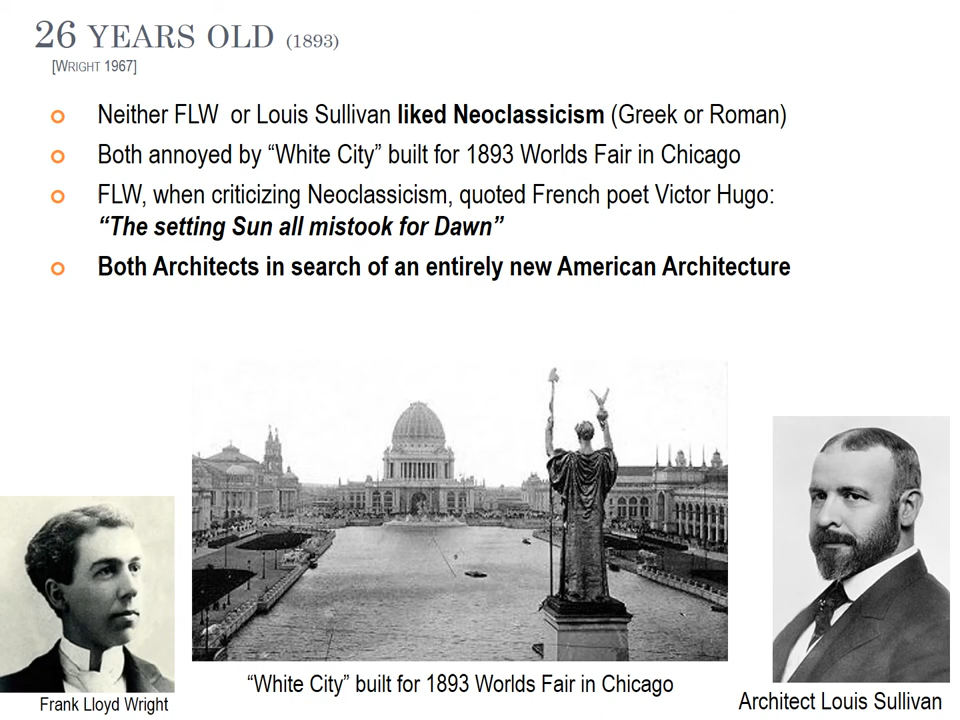 26 YEARS OLD (1893)
[WRIGHT 1967]
Neither FLW or Louis Sullivan liked Neoclassicism (Greek or Roman)
Both annoyed by “White City” built for 1893 Worlds Fair in Chicago
FLW, when criticizing Neoclassicism, quoted French poet Victor Hugo:
“The setting Sun all mistook for Dawn”
Both Architects in search of an entirely new American Architecture
“White City” built for 1893 Worlds Fair in Chicago
Frank Lloyd Wright
Architect Louis Sullivan